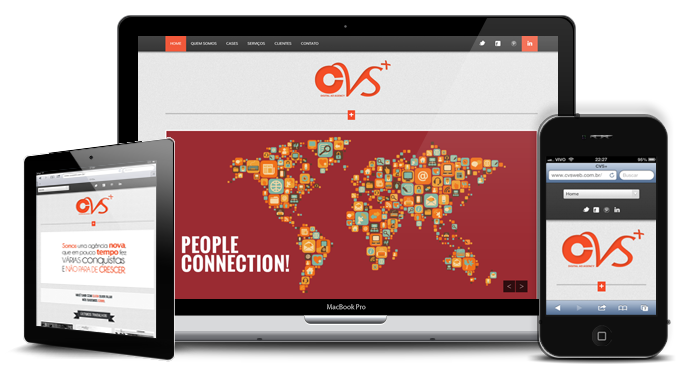 HOME QUEM SOMOS CASES SERVIÇOS CLIENTES CONTATO
in
CVS+
+
PEOPLE
CONNECTION!
< >
MacBook Pro
CVS+
+
Somos uma agência nova,
que em pouco tempo fez
VÁRIAS CONQUISTAS
E NÃO PARA DE CRESCER
VIVO 22:27 95%
CVS+
www.cvsweb.com.br Buscar
Home
in
CVS+
+